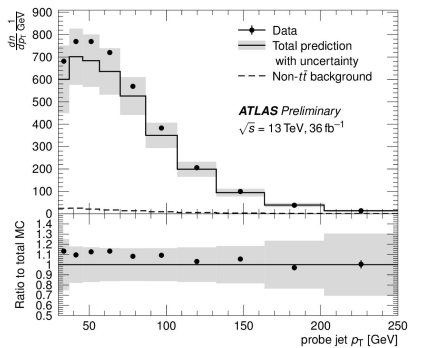 dn/dp_T 1
900
800
700
600
500
400
300
200
100
0
Data
Total prediction
with uncertainty
Non-tt̄ background
ATLAS Preliminary
√s = 13 TeV, 36 fb⁻¹
Ratio to total MC
1.4
1.3
1.2
1.1
1
0.9
0.8
0.7
0.6
0.5
50 100 150 200 250
probe jet p_T [GeV]